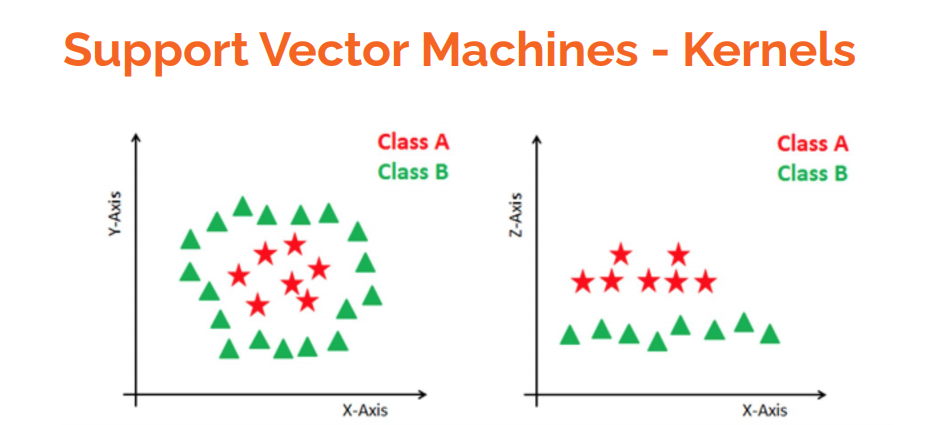 Support Vector Machines - Kernels
Class A
Class B
Y-Axis
X-Axis
Class A
Class B
Z-Axis
X-Axis